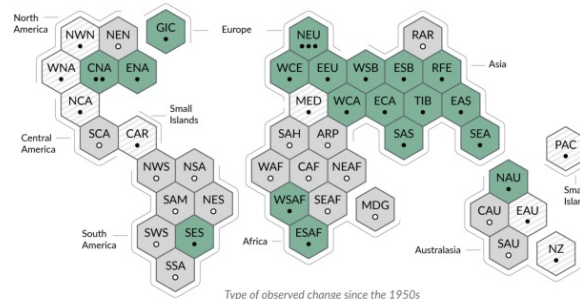 North
America
NWN
NEN
GIC
Europe
NEU
RAR
WNA
CNA
ENA
WCE
EEU
WSB
ESB
RFE
Asia
NCA
MED
WCA
ECA
TIB
EAS
Small
Islands
Central
America
SCA
CAR
SAH
ARP
SAS
SEA
PAC
NWS
NSA
WAF
CAF
NEAF
NAU
Small
Islan
SAM
NES
WSAF
SEAF
MDG
CAU
EAU
South
America
SWS
SES
Africa
ESAF
Australasia
SAU
NZ
SSA
Type of observed change since the 1950s